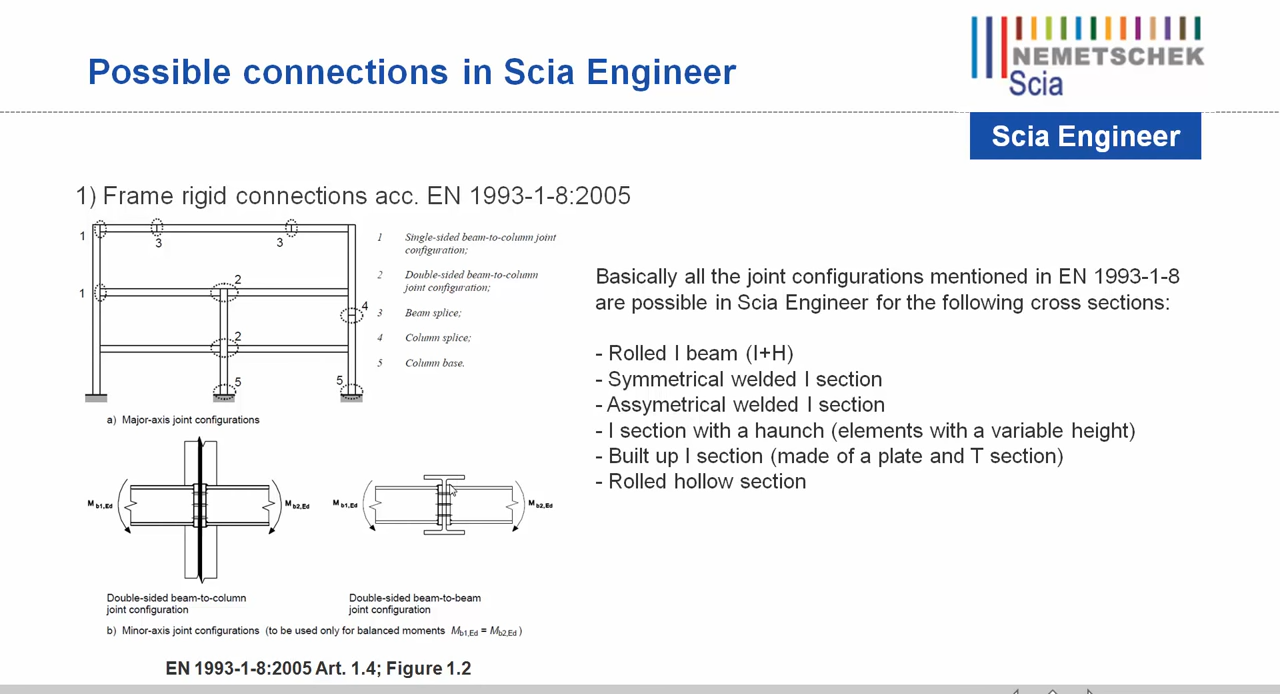 Possible connections in Scia Engineer
NEMETSCHEK
Scia
Scia Engineer
1) Frame rigid connections acc. EN 1993-1-8:2005
1
3
3
1
2
4
2
5
5
1 Single-sided beam-to-column joint
configuration;
2 Double-sided beam-to-column
joint configuration;
3 Beam splice;
4 Column splice;
5 Column base.
a) Major-axis joint configurations
Mb1,Ed
Mb2,Ed
Mb1,Ed
Mb2,Ed
Double-sided beam-to-column
joint configuration
Double-sided beam-to-beam
joint configuration
b) Minor-axis joint configurations (to be used only for balanced moments Mb1,Ed = Mb2,Ed )
EN 1993-1-8:2005 Art. 1.4; Figure 1.2
Basically all the joint configurations mentioned in EN 1993-1-8
are possible in Scia Engineer for the following cross sections:
- Rolled I beam (I+H)
- Symmetrical welded I section
- Assymetrical welded I section
- I section with a haunch (elements with a variable height)
- Built up I section (made of a plate and T section)
- Rolled hollow section